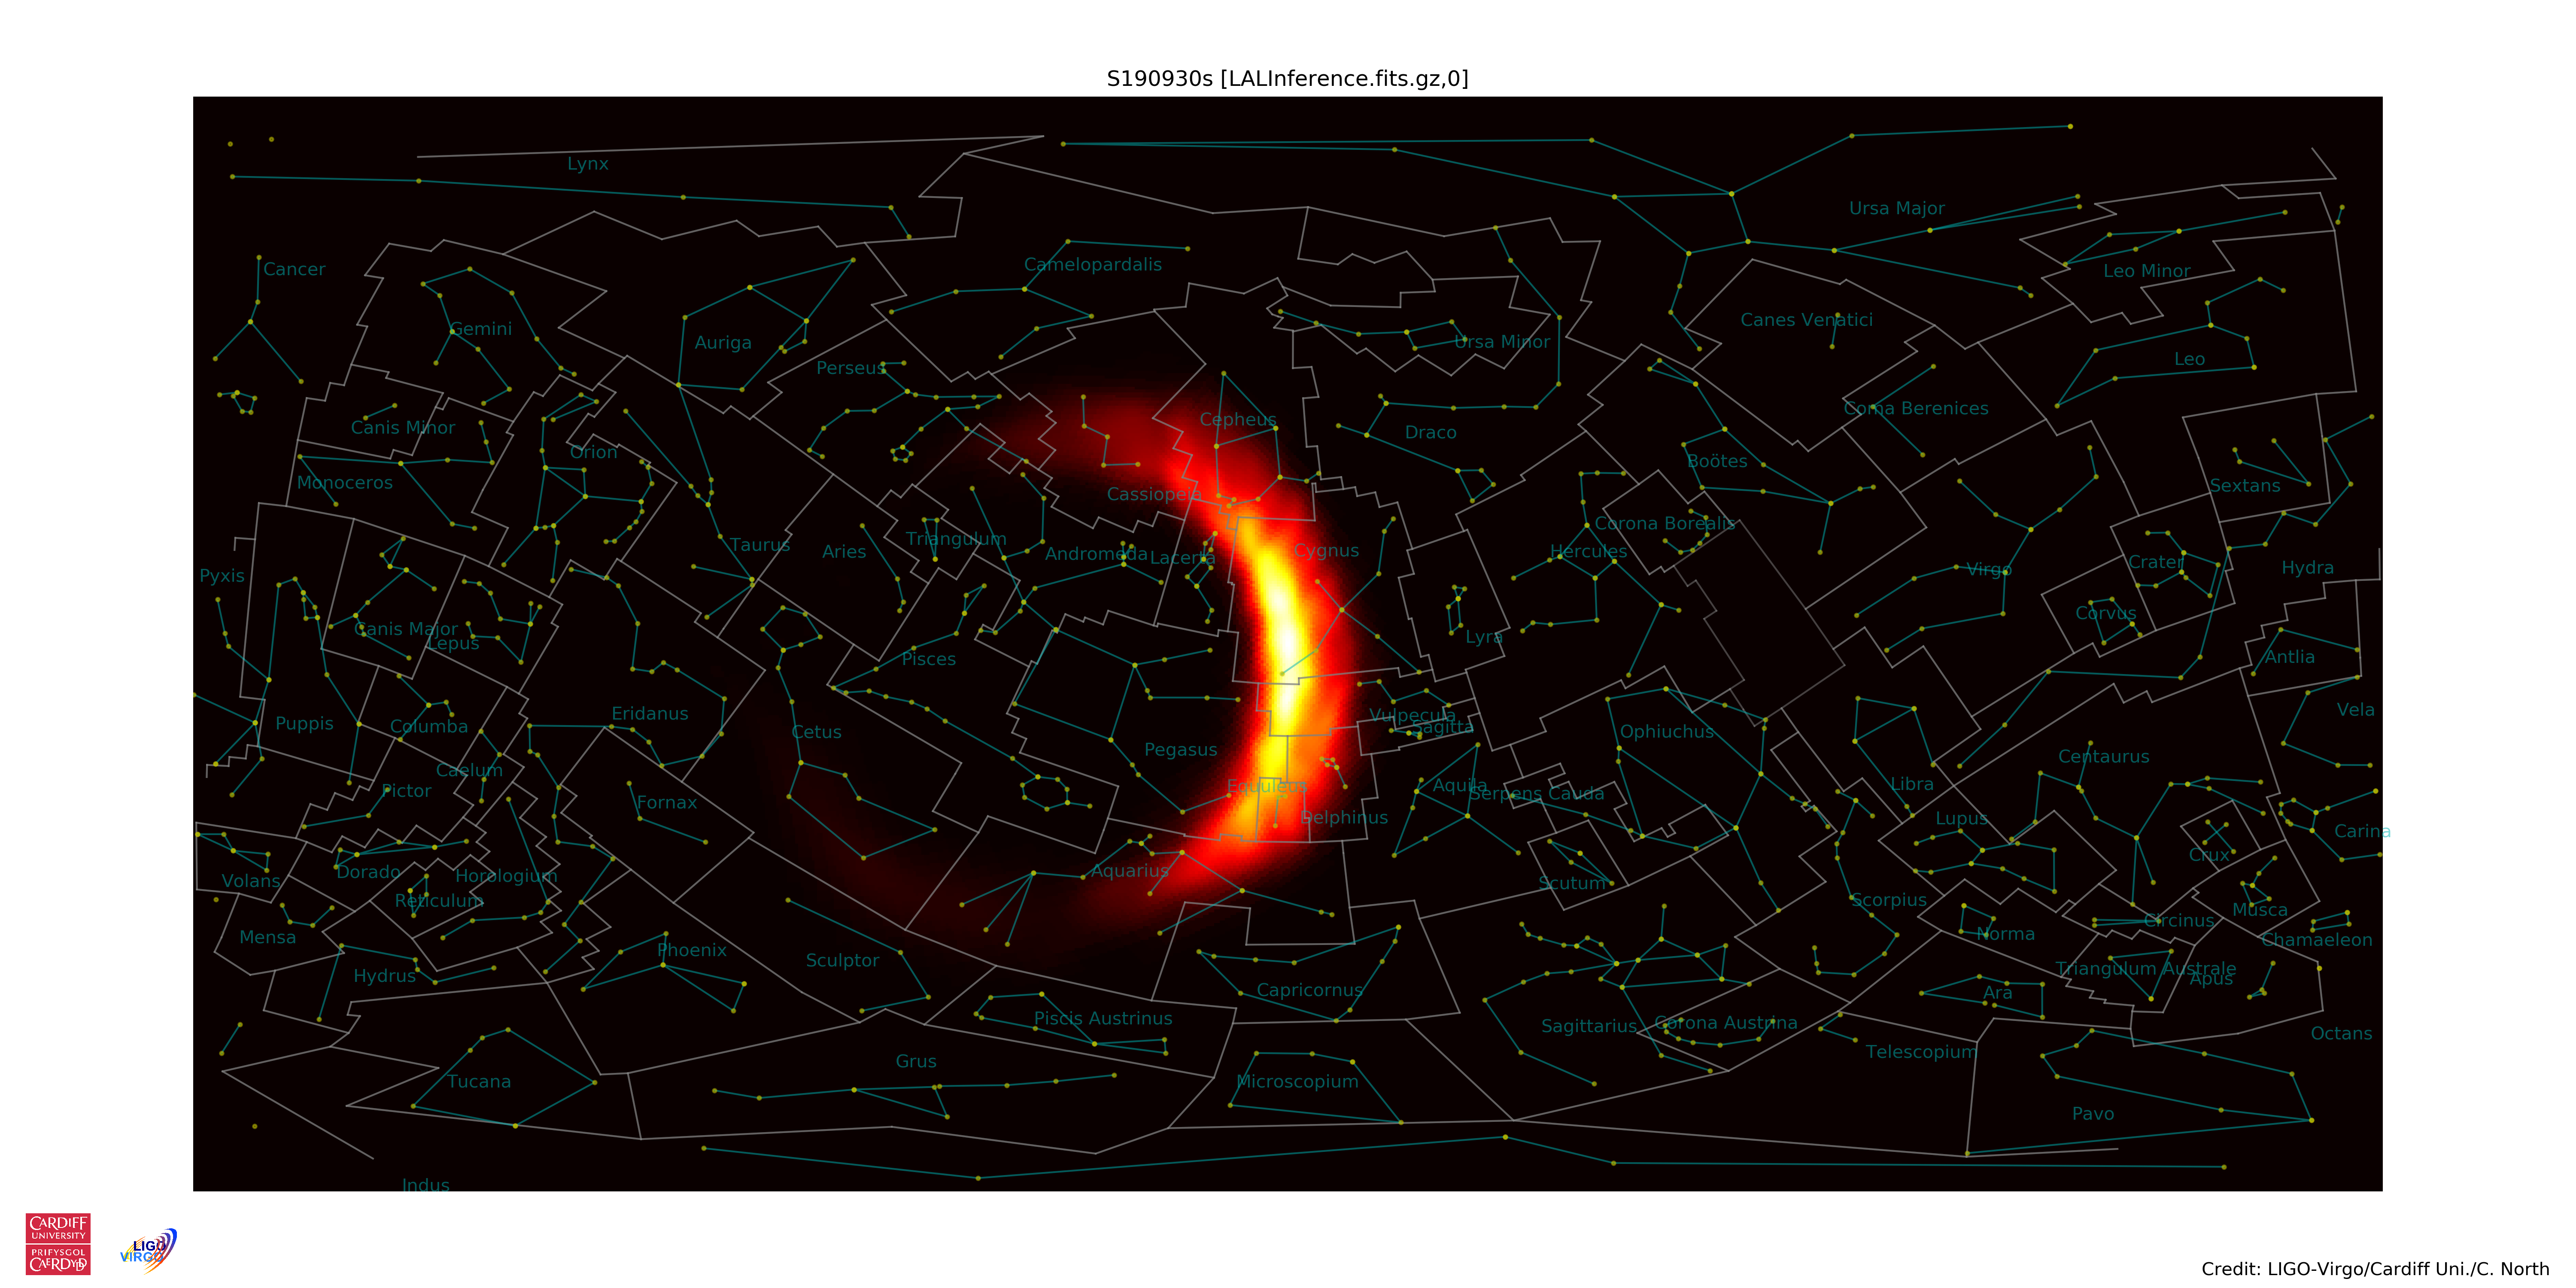 S190930s [LALInference.fits.gz,0]
Lynx
Ursa Major
Cancer
Camelopardalis
Leo Minor
Gemini
Auriga
Ursa Minor
Canes Venatici
Perseus
Leo
Canis Minor
Cepheus
Draco
Coma Berenices
Orion
Boötes
Monoceros
Cassiopeia
Sextans
Taurus
Aries
Triangulum
Andromeda
Lacerta
Cygnus
Corona Borealis
Hercules
Virgo
Crater
Hydra
Pyxis
Canis Major
Lepus
Pisces
Lyra
Corvus
Antlia
Puppis
Columba
Eridanus
Cetus
Pegasus
Vulpecula
Sagitta
Ophiuchus
Vela
Caelum
Pictor
Fornax
Equuleus
Delphinus
Aquila
Serpens Cauda
Libra
Centaurus
Lupus
Carina
Crux
Volans
Dorado
Horologium
Reticulum
Aquarius
Scutum
Scorpius
Musca
Circinus
Mensa
Norma
Chamaeleon
Hydrus
Phoenix
Sculptor
Capricornus
Triangulum Australe
Apus
Ara
Piscis Austrinus
Sagittarius
Corona Austrina
Octans
Telescopium
Grus
Tucana
Microscopium
Pavo
Indus
CARDIFF
UNIVERSITY
PRIFYSGOL
CAERDYDD
LIGO
VIRGO
Credit: LIGO-Virgo/Cardiff Uni./C. North